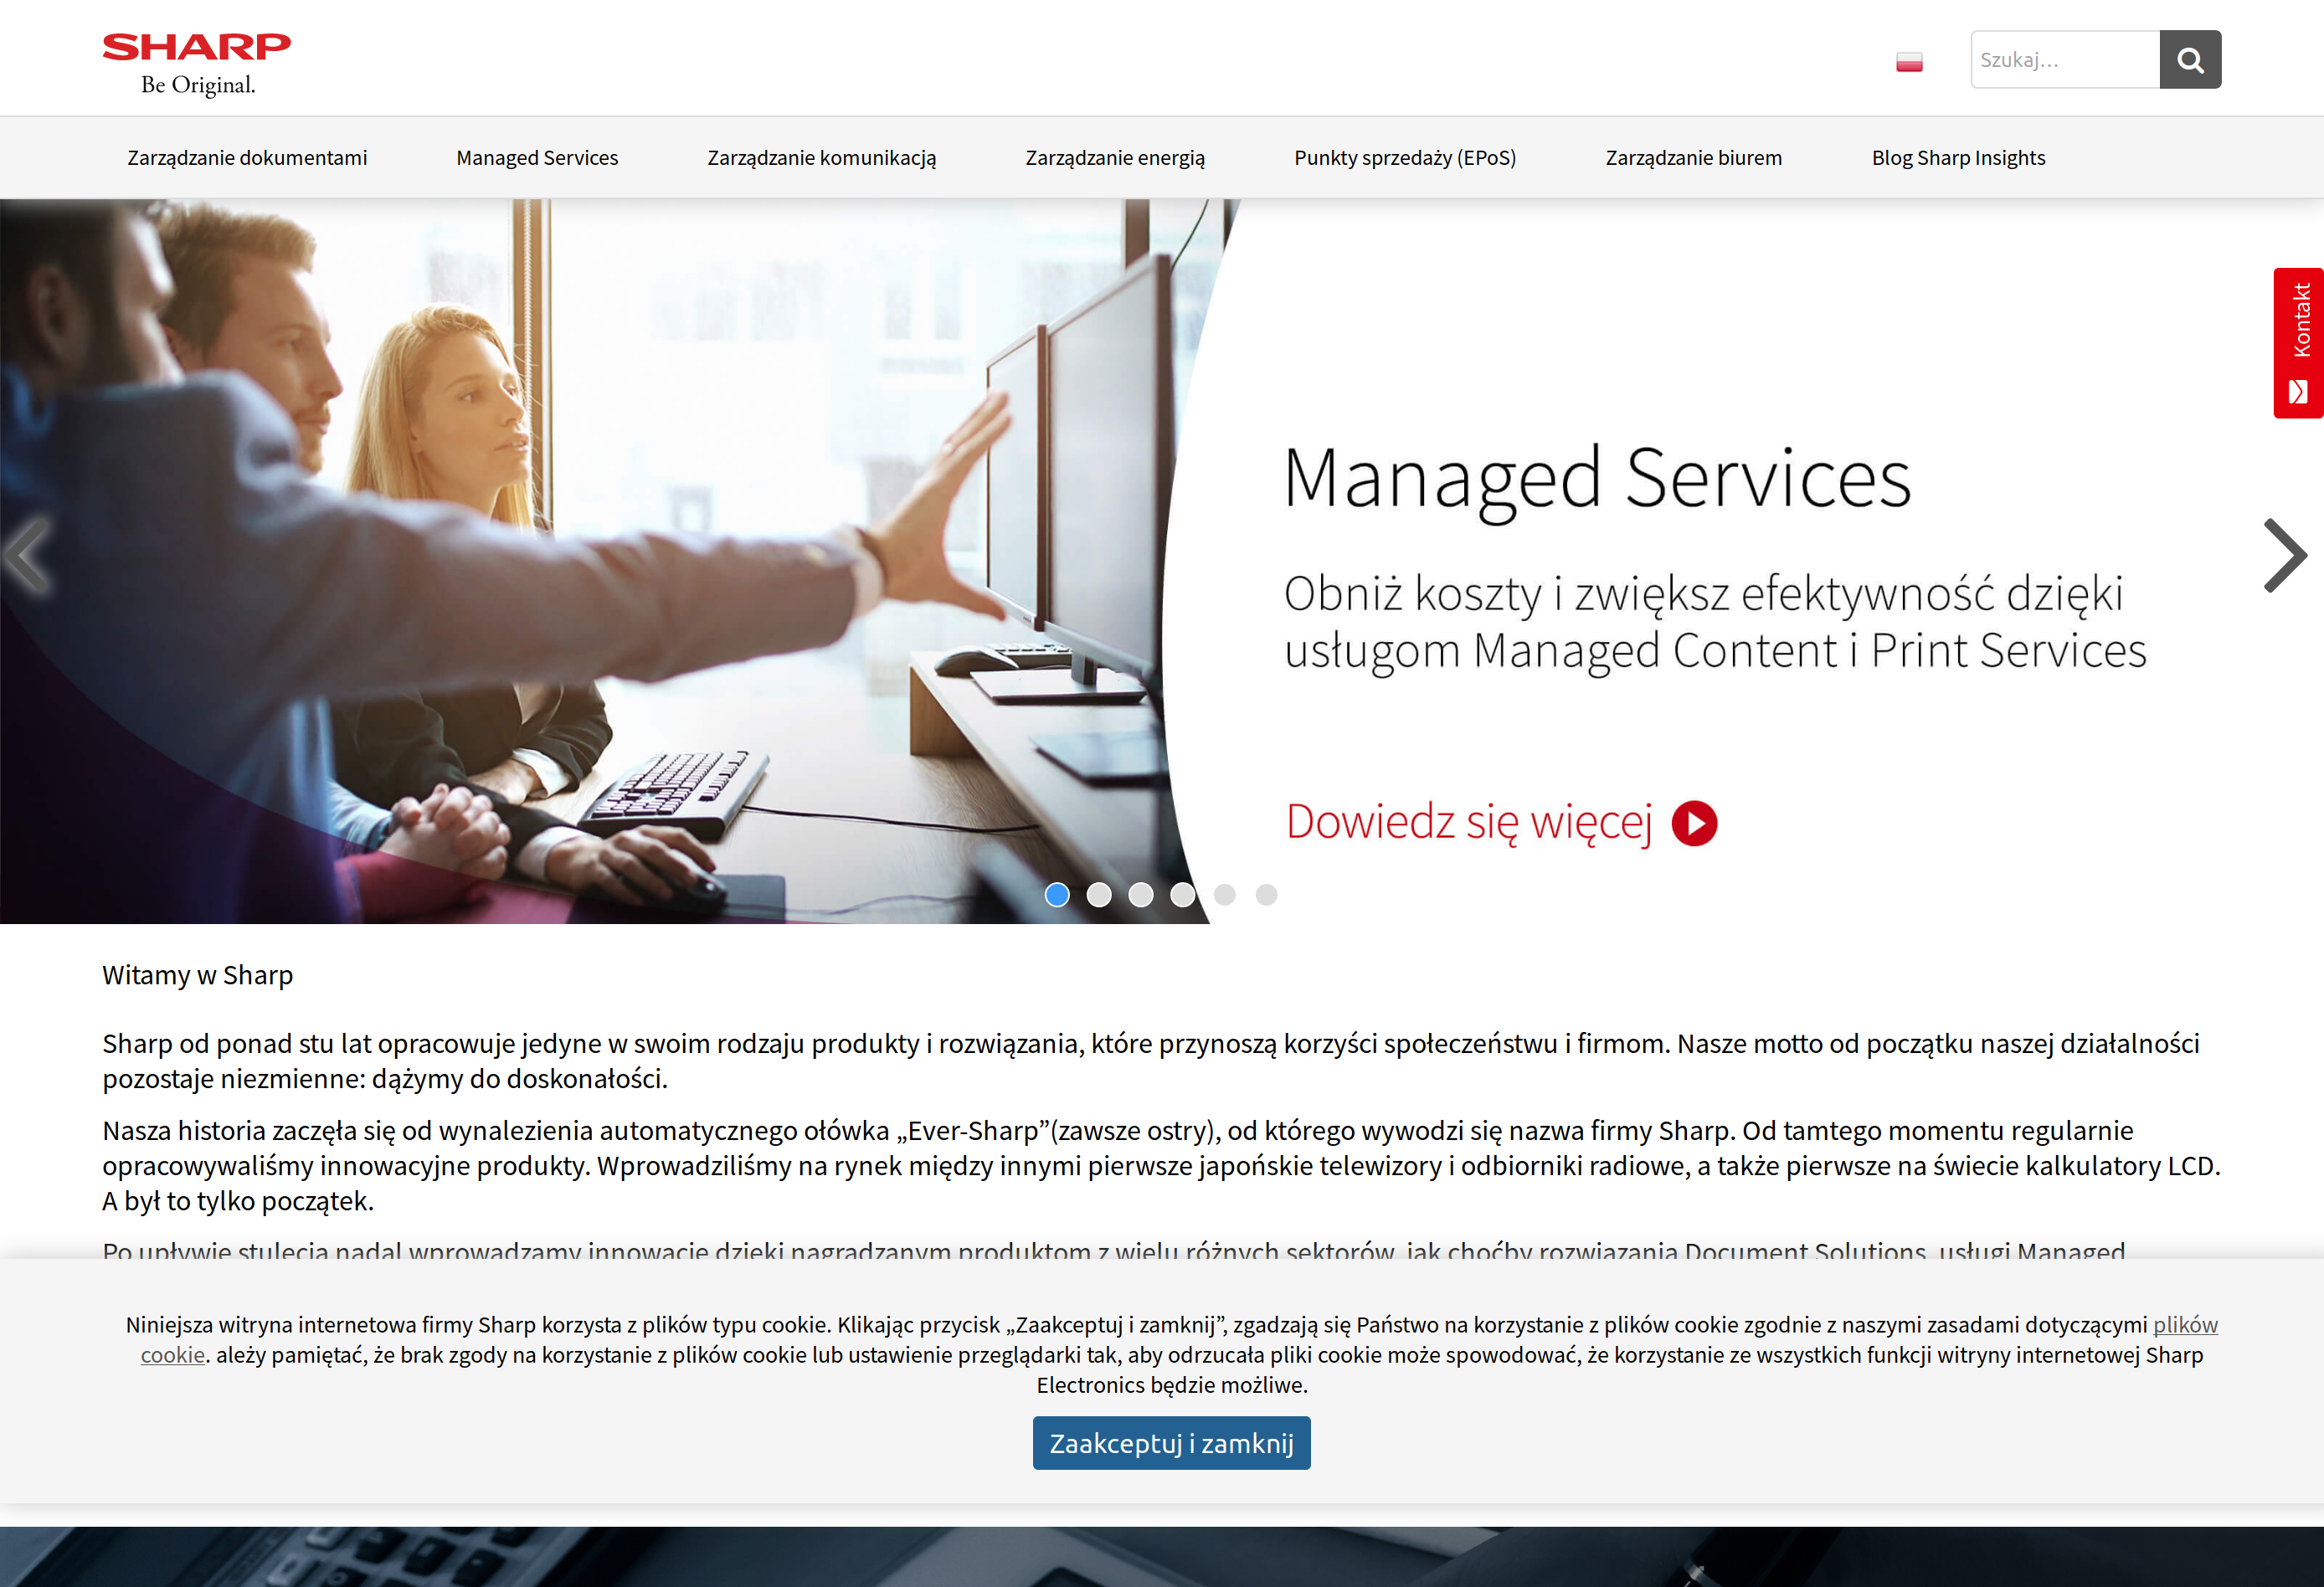 SHARP
Be Original.
Szukaj...
Zarządzanie dokumentami
Managed Services
Zarządzanie komunikacją
Zarządzanie energią
Punkty sprzedaży (EPoS)
Zarządzanie biurem
Blog Sharp Insights
Kontakt
Managed Services
Obniż koszty i zwiększ efektywność dzięki
usługom Managed Content i Print Services
Dowiedz się więcej
Witamy w Sharp
Sharp od ponad stu lat opracowuje jedyne w swoim rodzaju produkty i rozwiązania, które przynoszą korzyści społeczeństwu i firmom. Nasze motto od początku naszej działalności
pozostaje niezmienne: dążymy do doskonałości.
Nasza historia zaczęła się od wynalezienia automatycznego ołówka „Ever-Sharp”(zawsze ostry), od którego wywodzi się nazwa firmy Sharp. Od tamtego momentu regularnie
opracowywaliśmy innowacyjne produkty. Wprowadziliśmy na rynek między innymi pierwsze japońskie telewizory i odbiorniki radiowe, a także pierwsze na świecie kalkulatory LCD.
A był to tylko początek.
Po upływie stulecia nadal wprowadzamy innowacje dzięki nagradzanym produktom z wielu różnych sektorów, jak choćby rozwiązania Document Solutions, usługi Managed
Niniejsza witryna internetowa firmy Sharp korzysta z plików typu cookie. Klikając przycisk „Zaakceptuj i zamknij”, zgadzają się Państwo na korzystanie z plików cookie zgodnie z naszymi zasadami dotyczącymi plików
cookie. ależy pamiętać, że brak zgody na korzystanie z plików cookie lub ustawienie przeglądarki tak, aby odrzucała pliki cookie może spowodować, że korzystanie ze wszystkich funkcji witryny internetowej Sharp
Electronics będzie możliwe.
Zaakceptuj i zamknij